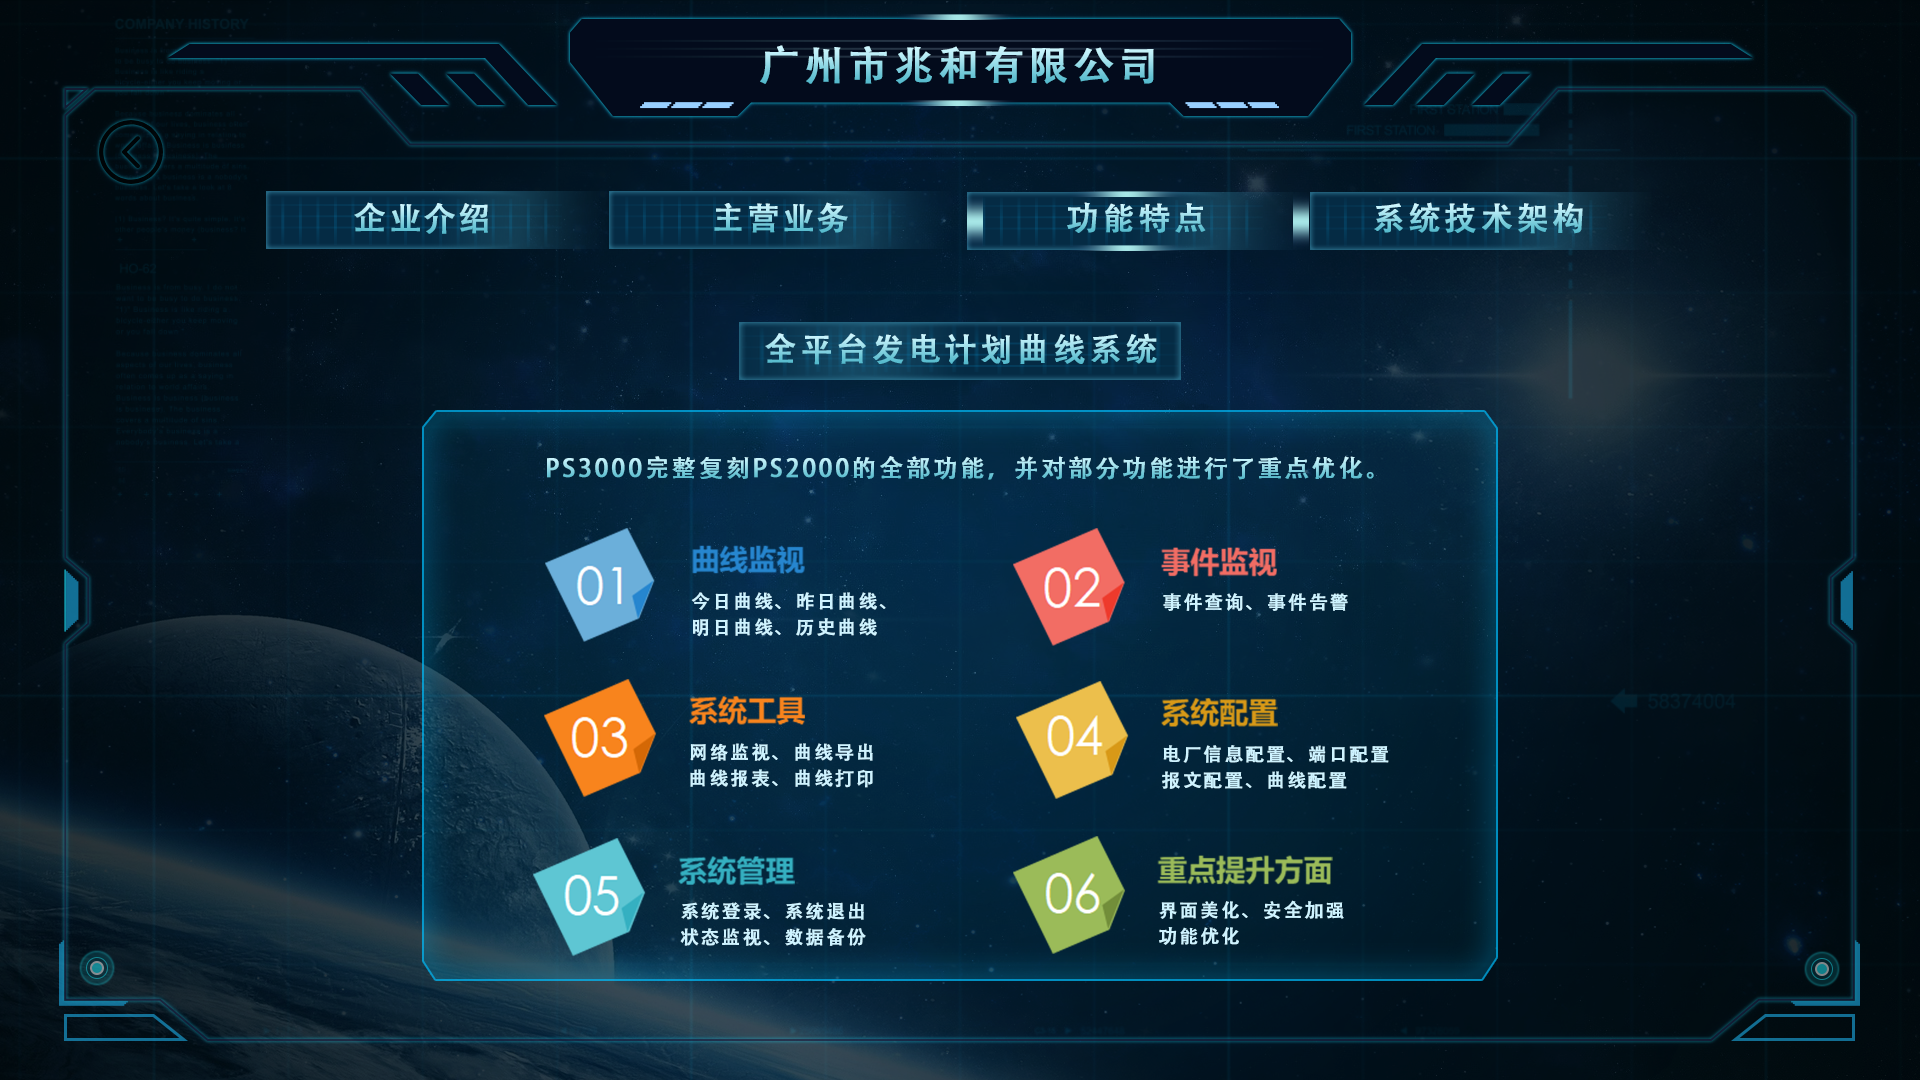 COMPANY HISTORY
广州市兆和有限公司
FIRST STATION
企业介绍
主营业务
功能特点
系统技术架构
HO-62
全平台发电计划曲线系统
PS3000完整复刻PS2000的全部功能，并对部分功能进行了重点优化。
01
曲线监视
今日曲线、昨日曲线、
明日曲线、历史曲线
02
事件监视
事件查询、事件告警
03
系统工具
网络监视、曲线导出
曲线报表、曲线打印
04
系统配置
电厂信息配置、端口配置
报文配置、曲线配置
58374004
05
系统管理
系统登录、系统退出
状态监视、数据备份
06
重点提升方面
界面美化、安全加强
功能优化